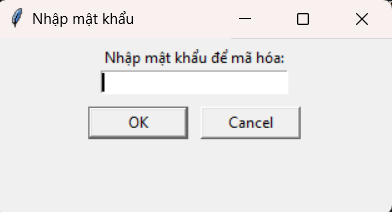 Nhập mật khẩu
Nhập mật khẩu để mã hóa:
OK
Cancel